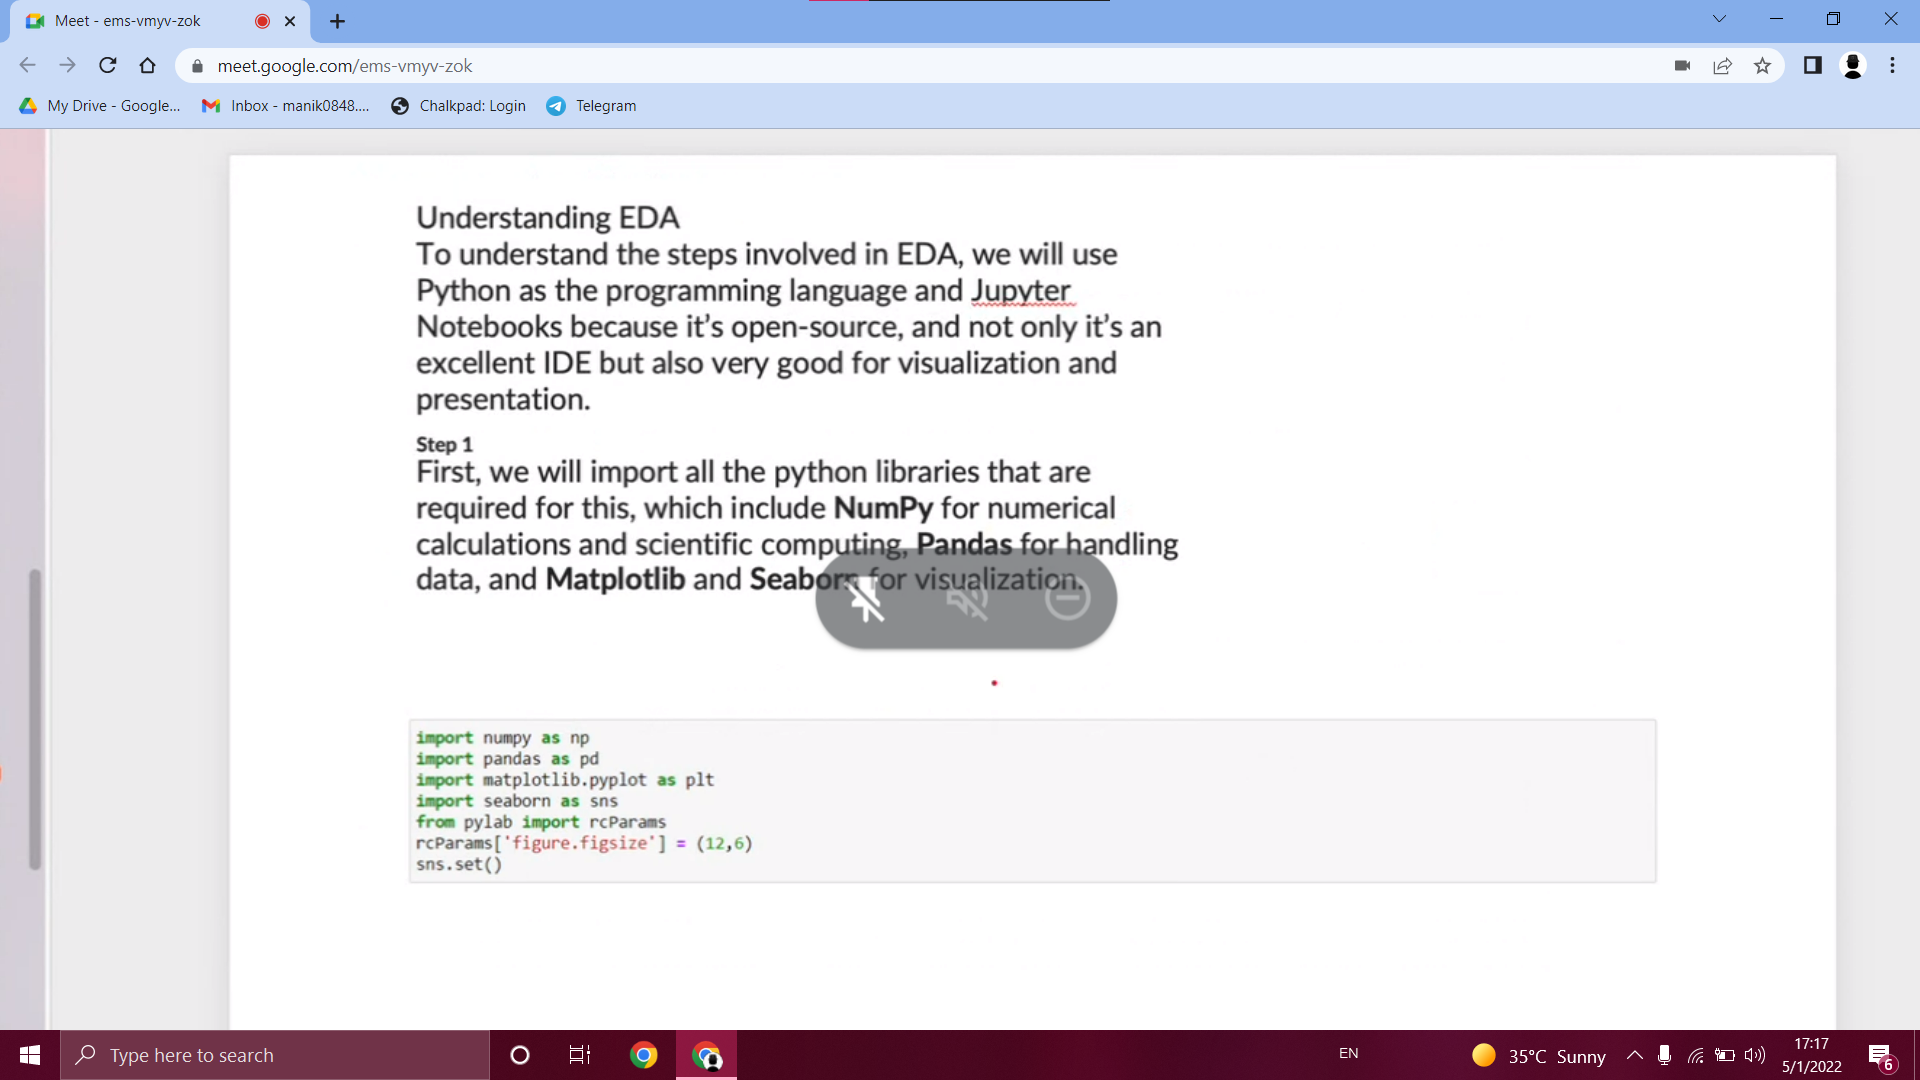 Meet - ems-vmyv-zok
meet.google.com/ems-vmyv-zok
My Drive - Google...
Inbox - manik0848....
Chalkpad: Login
Telegram
Understanding EDA
To understand the steps involved in EDA, we will use
Python as the programming language and Jupyter
Notebooks because it's open-source, and not only it's an
excellent IDE but also very good for visualization and
presentation.
Step 1
First, we will import all the python libraries that are
required for this, which include NumPy for numerical
calculations and scientific computing, Pandas for handling
data, and Matplotlib and Seaborn for visualization.
import numpy as np
import pandas as pd
import matplotlib.pyplot as plt
import seaborn as sns
from pylab import rcParams
rcParams['figure.figsize'] = (12,6)
sns.set()
Type here to search
EN
35°C Sunny
17:17
5/1/2022
6